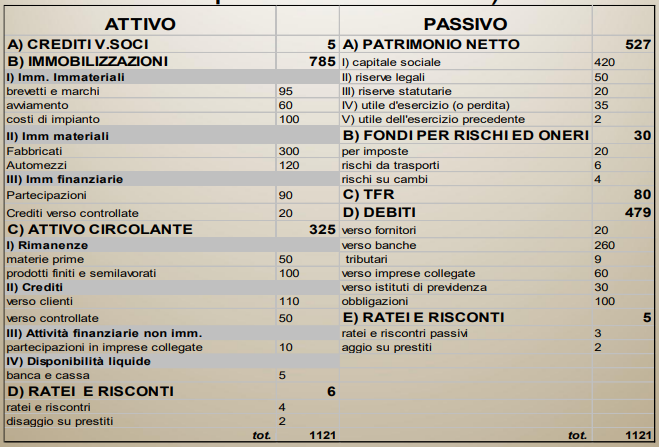 ATTIVO
PASSIVO
A) CREDITI V.SOCI 5 A) PATRIMONIO NETTO 527
B) IMMOBILIZZAZIONI 785 I) capitale sociale 420
I) Imm. Immateriali II) riserve legali 50
brevetti e marchi 95 III) riserve statutarie 20
avviamento 60 IV) utile d'esercizio (o perdita) 35
costi di impianto 100 V) utile dell'esercizio precedente 2
II) Imm materiali B) FONDI PER RISCHI ED ONERI 30
Fabbricati 300 per imposte 20
Automezzi 120 rischi da trasporti 6
III) Imm finanziarie rischi su cambi 4
Partecipazioni 90 C) TFR 80
Crediti verso controllate 20 D) DEBITI 479
C) ATTIVO CIRCOLANTE 325 verso fornitori 20
I) Rimanenze verso banche 260
materie prime 50 tributari 9
prodotti finiti e semilavorati 100 verso imprese collegate 60
II) Crediti verso istituti di previdenza 30
verso clienti 110 obbligazioni 100
verso controllate 50 E) RATEI E RISCONTI 5
III) Attività finanziarie non imm. ratei e riscontri passivi 3
partecipazioni in imprese collegate 10 aggio su prestiti 2
IV) Disponibilità liquide
banca e cassa 5
D) RATEI E RISCONTI 6
ratei e riscontri 4
disaggio su prestiti 2
tot. 1121 tot. 1121